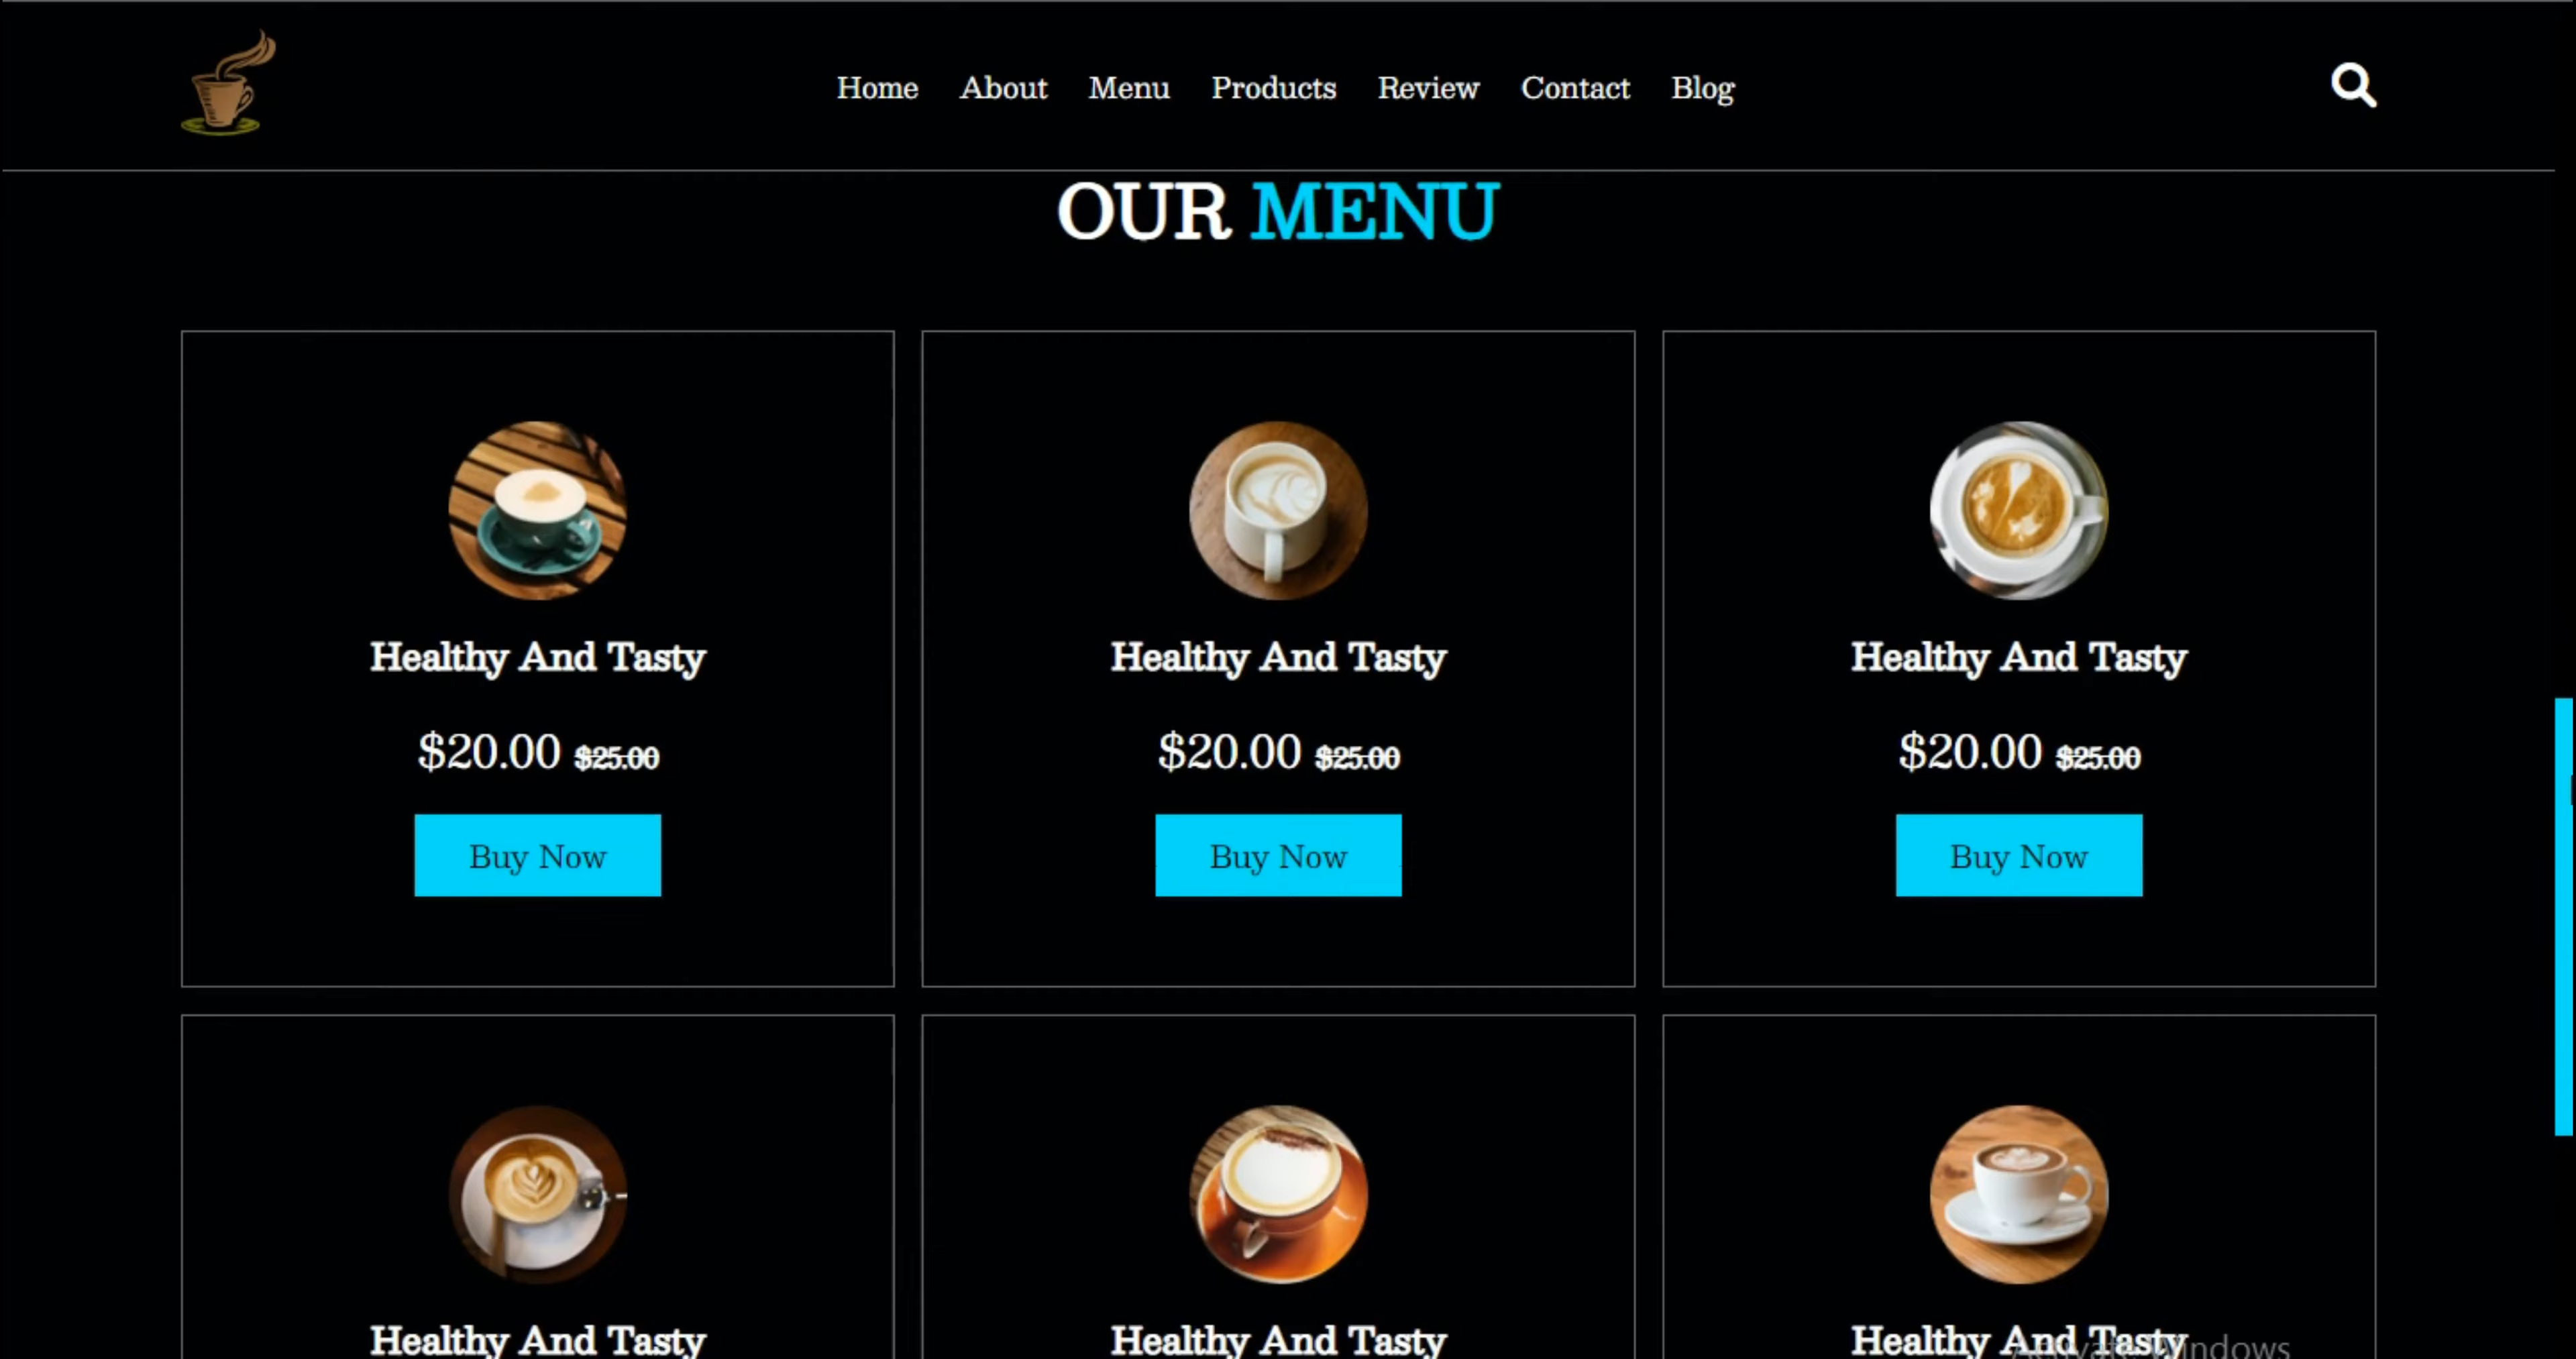 Home About Menu Products Review Contact Blog
OUR MENU
Healthy And Tasty Healthy And Tasty Healthy And Tasty
$20.00 $25.00 $20.00 $25.00 $20.00 $25.00
Buy Now Buy Now Buy Now
Healthy And Tasty Healthy And Tasty Healthy And Tasty
Activate Windows